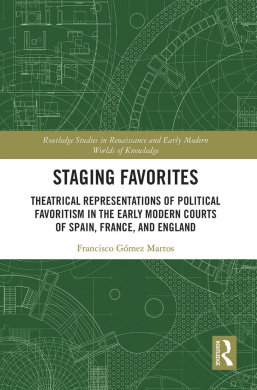 Routledge Studies in Renaissance and Early Modern
Worlds of Knowledge
STAGING FAVORITES
THEATRICAL REPRESENTATIONS OF POLITICAL
FAVORITISM IN THE EARLY MODERN COURTS
OF SPAIN, FRANCE, AND ENGLAND
Francisco Gómez Martos
R
ROUTLEDGE